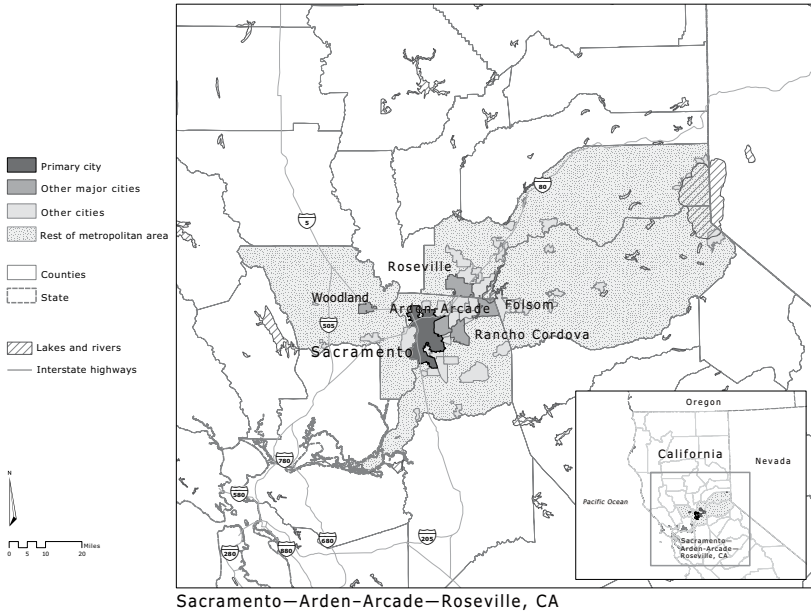 Primary city
Other major cities
Other cities
Rest of metropolitan area
Counties
State
Lakes and rivers
Interstate highways
N
0 5 10 20 Miles
80
5
Roseville
Woodland
Arden-Arcade
Folsom
505
Rancho Cordova
Sacramento
780
580
680
205
280
880
Oregon
California
Nevada
Pacific Ocean
Sacramento—
Arden-Arcade—
Roseville, CA
Sacramento—Arden–Arcade—Roseville, CA